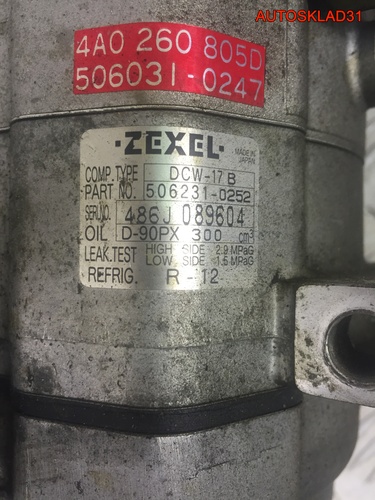 AUTOSKLAD31
4A0 260 805D
506031-0247
·ZEXEL· MADE IN JAPAN
COMP.TYPE DCW-17B
PART NO. 506231-0252
SERI.NO. 486J 089604
OIL D-90PX 300 cm³
LEAK.TEST HIGH SIDE 2.9 MPaG
LOW SIDE 1.5 MPaG
REFRIG. R-12